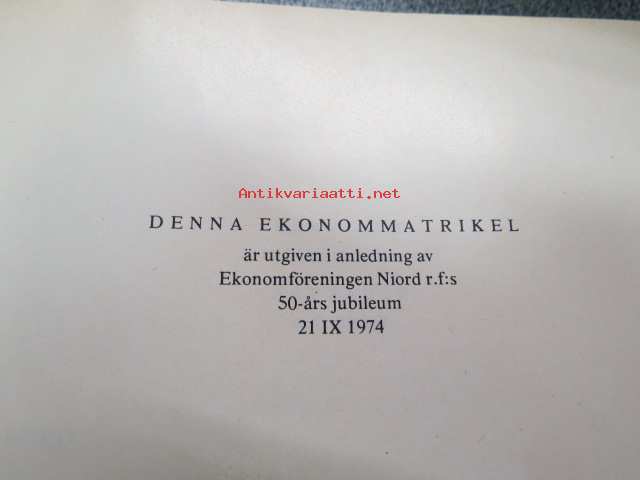 Antikvariaatti.net
DENNA EKONOMMATRIKEL
är utgiven i anledning av
Ekonomföreningen Niord r.f:s
50-års jubileum
21 IX 1974